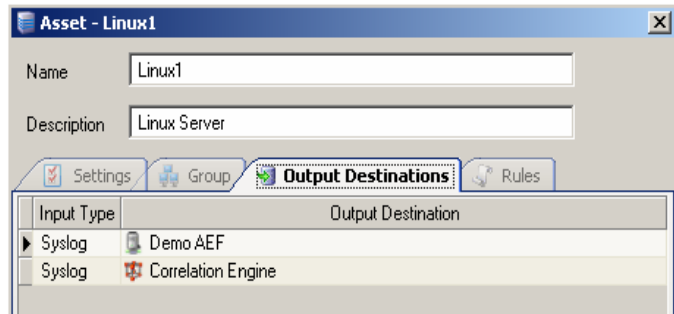 Asset - Linux1
Name Linux1
Description Linux Server
Settings Group Output Destinations Rules
Input Type Output Destination
Syslog Demo AEF
Syslog Correlation Engine